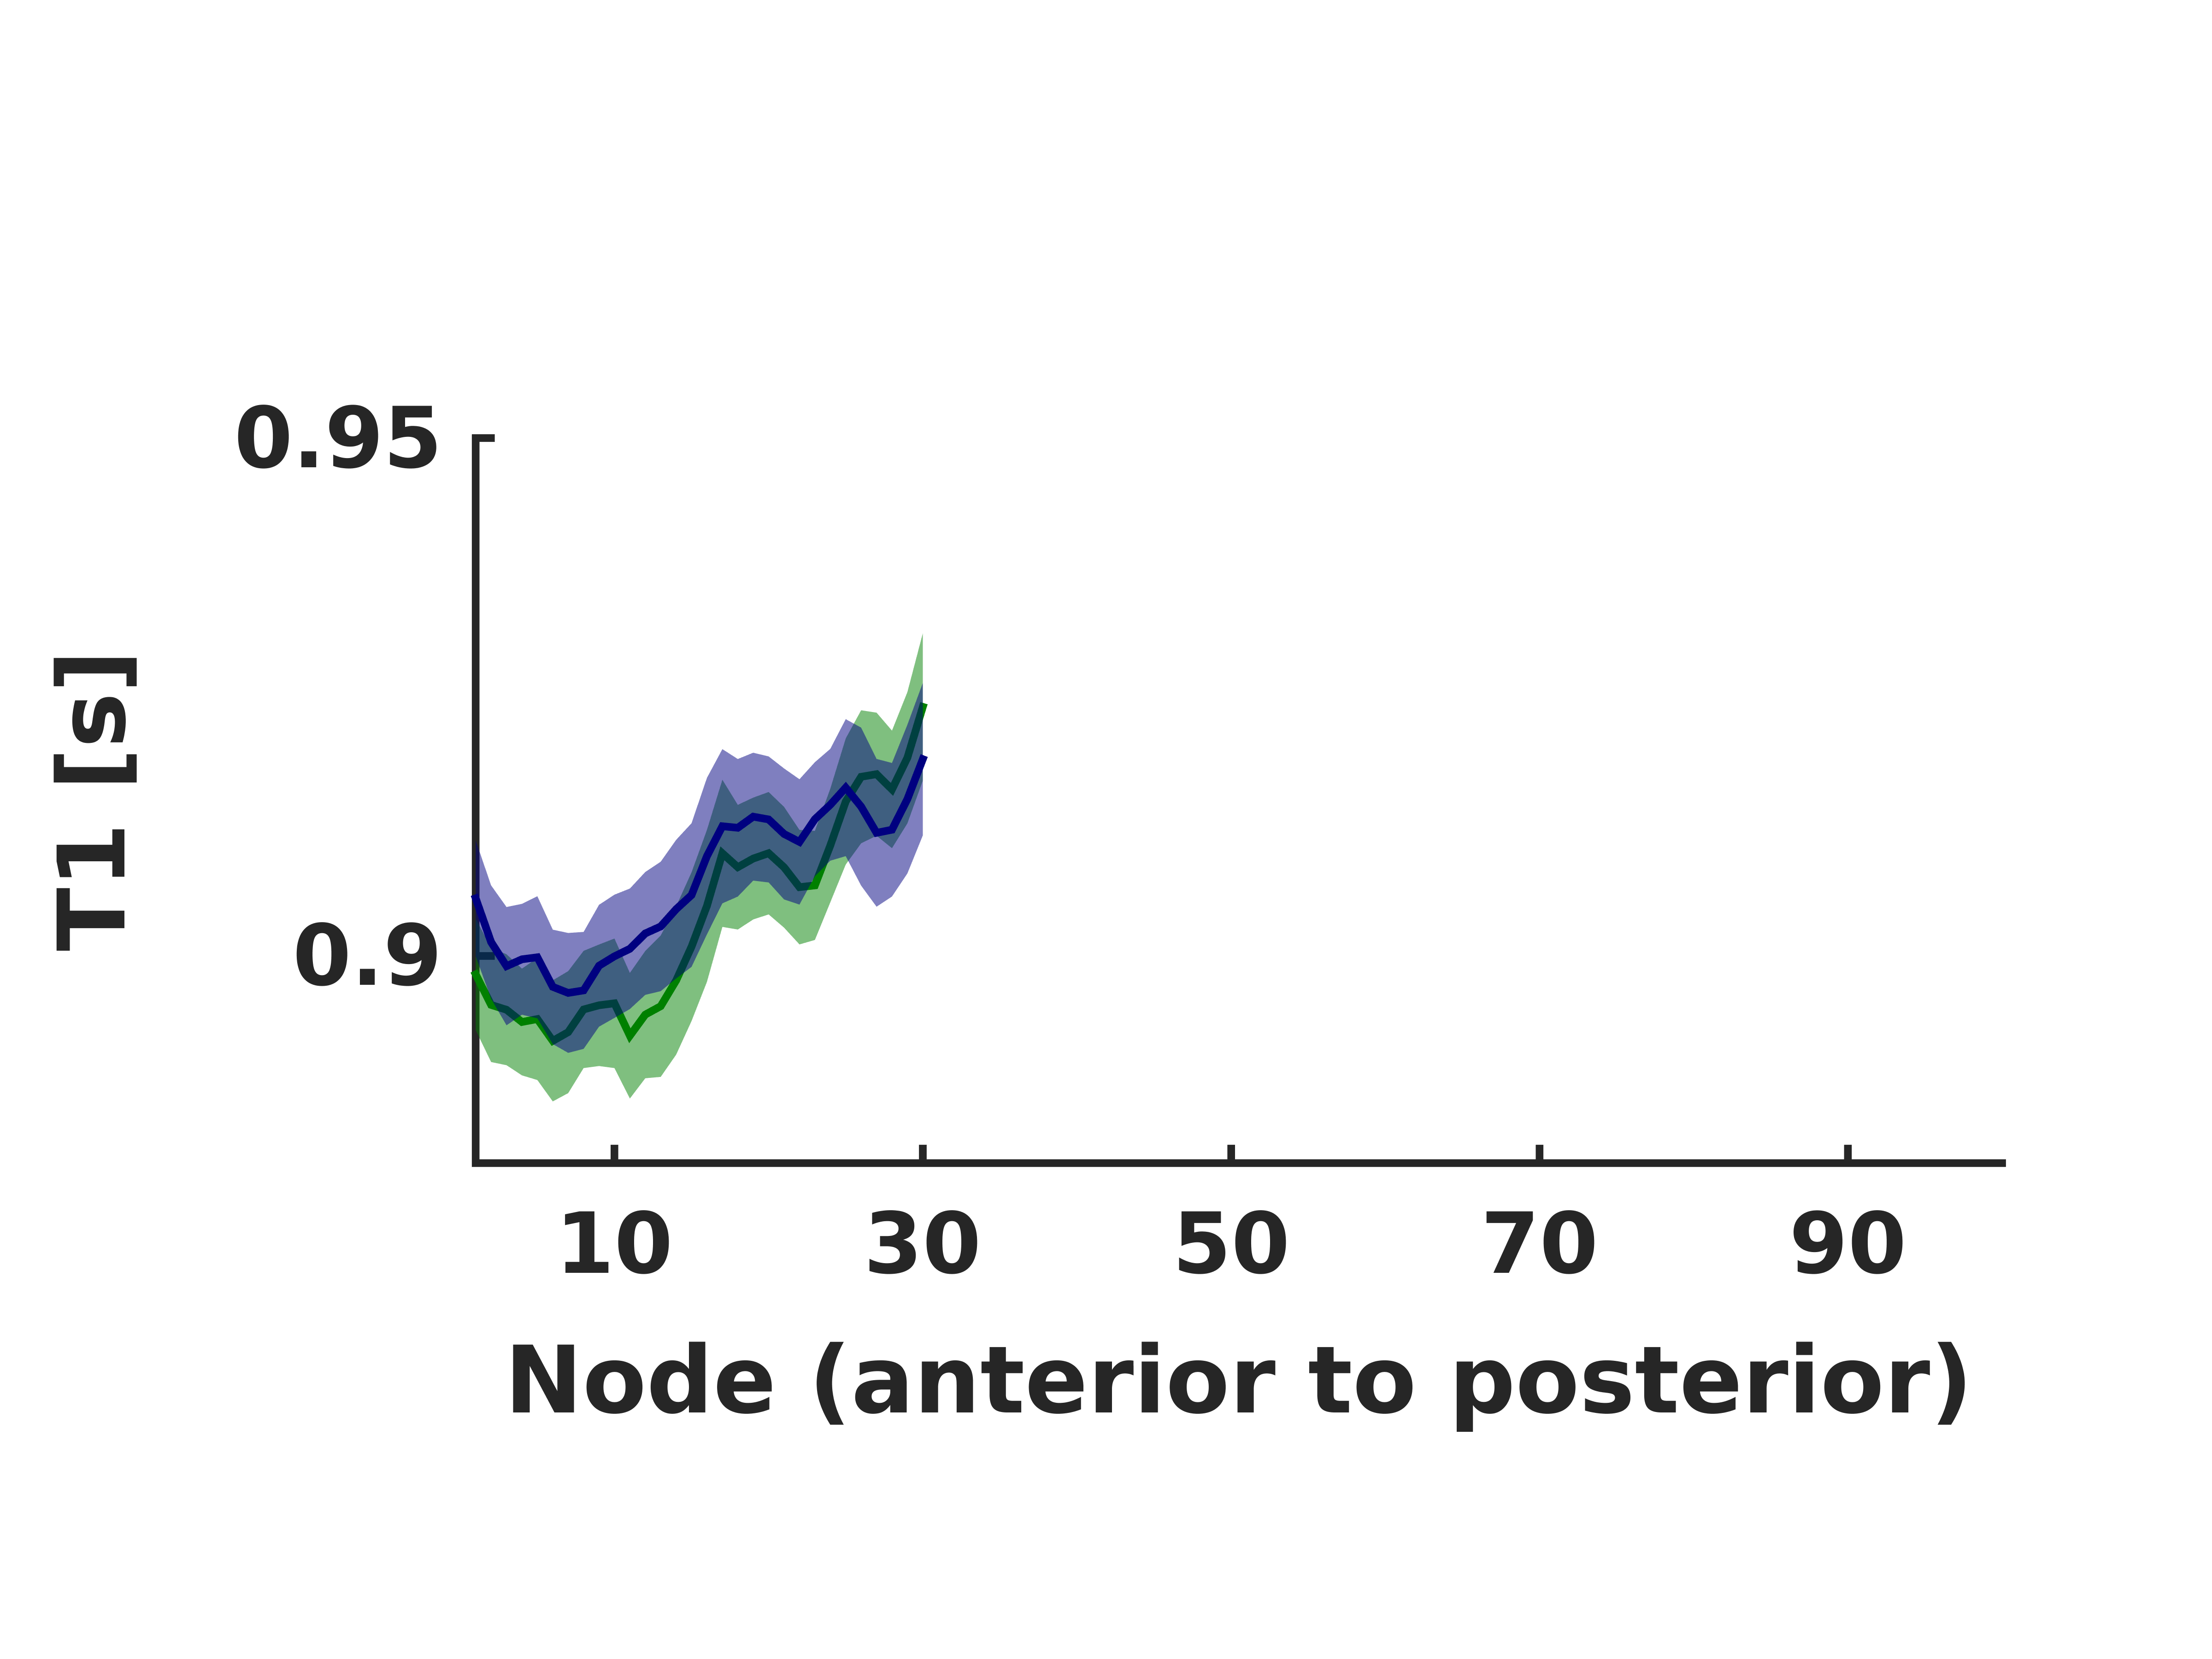 0.95
0.9
T1 [s]
10 30 50 70 90
Node (anterior to posterior)